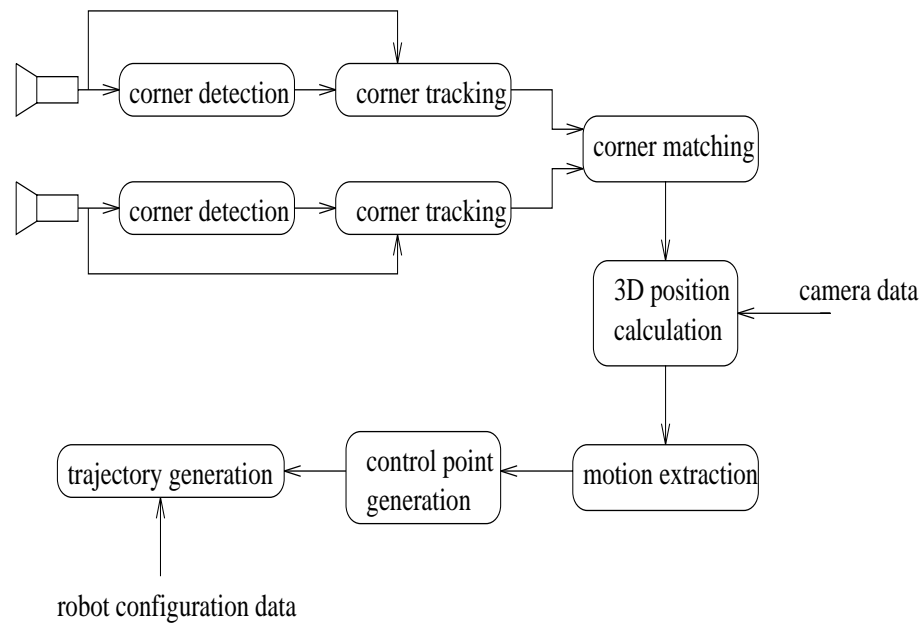 corner detection
corner tracking
corner matching
corner detection
corner tracking
3D position
calculation
camera data
trajectory generation
control point
generation
motion extraction
robot configuration data